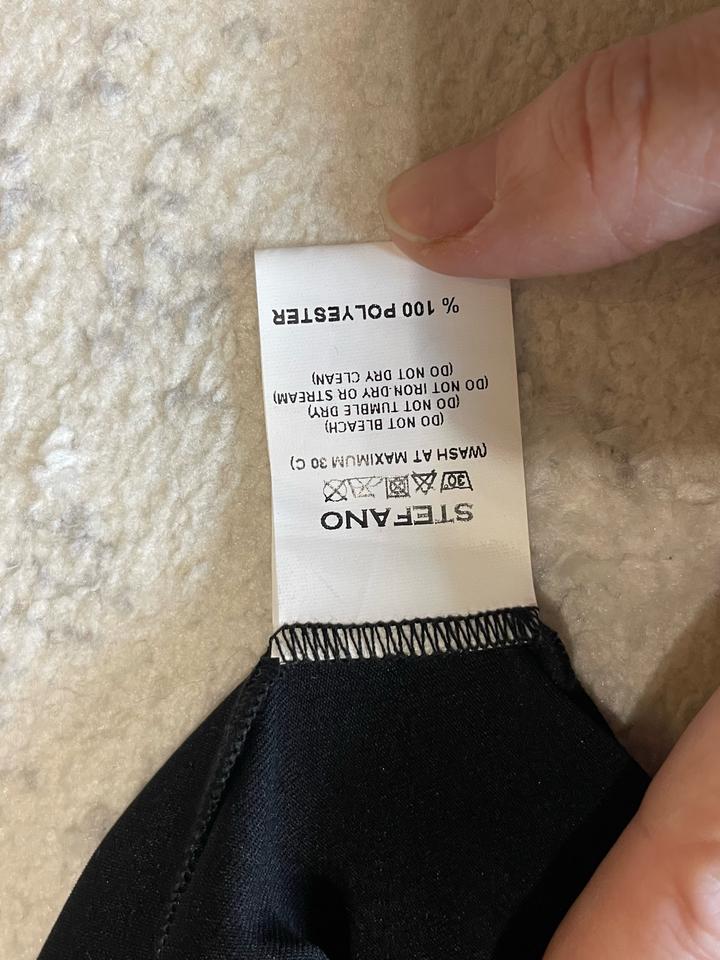 STEFANO
30°
(WASH AT MAXIMUM 30 C)
(DO NOT BLEACH)
(DO NOT TUMBLE DRY)
(DO NOT IRON-DRY OR STREAM)
(DO NOT DRY CLEAN)
% 100 POLYESTER